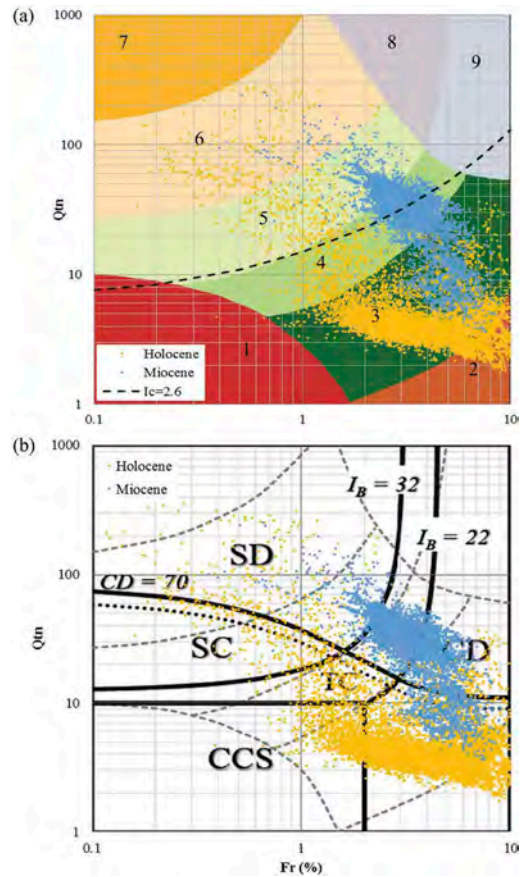 (a)
1000
100
10
1
Qtn
7
8
9
6
5
4
3
1
2
Holocene
Miocene
Ic=2.6
0.1
1
10
(b)
1000
100
10
1
Qtn
Holocene
Miocene
I_B = 32
I_B = 22
SD
CD = 70
SC
D
CCS
0.1
1
10
Fr (%)